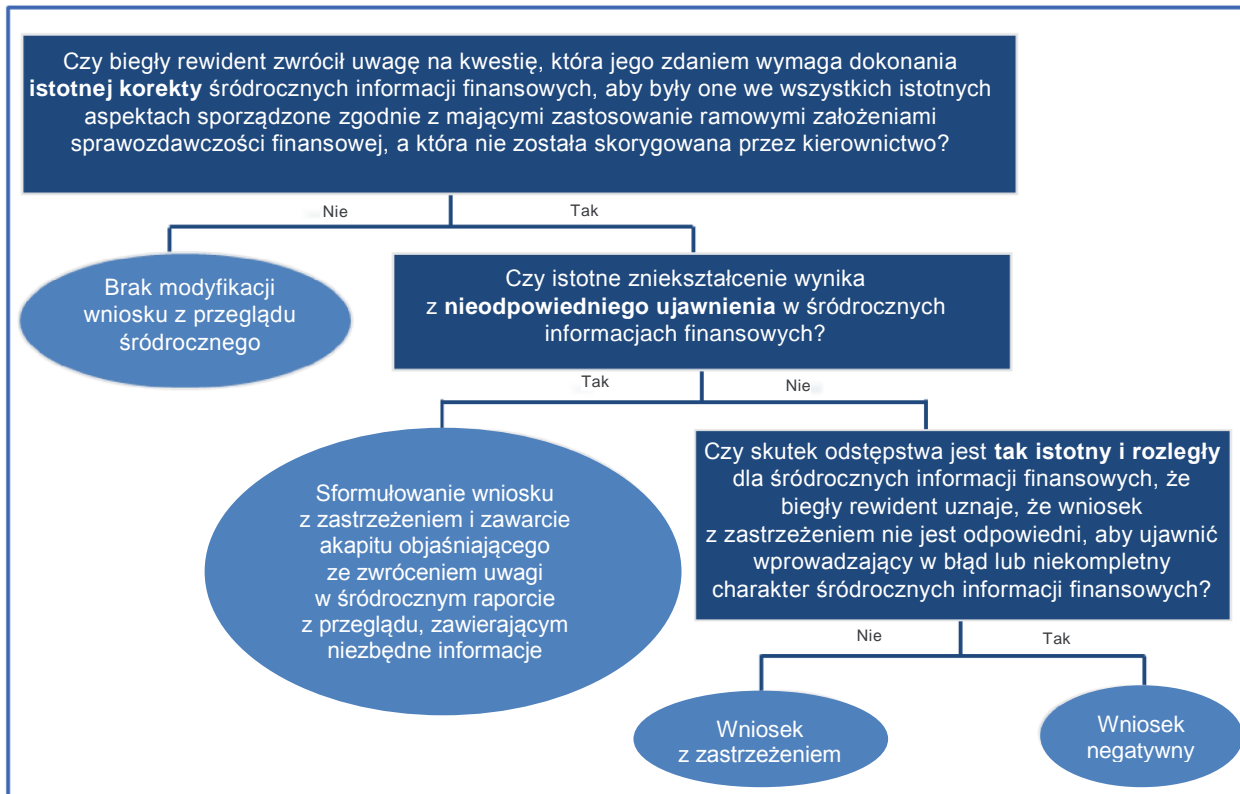 Czy biegły rewident zwrócił uwagę na kwestię, która jego zdaniem wymaga dokonania
istotnej korekty śródrocznych informacji finansowych, aby były one we wszystkich istotnych
aspektach sporządzone zgodnie z mającymi zastosowanie ramowymi założeniami
sprawozdawczości finansowej, a która nie została skorygowana przez kierownictwo?
Nie
Tak
Brak modyfikacji
wniosku z przeglądu
śródrocznego
Czy istotne zniekształcenie wynika
z nieodpowiedniego ujawnienia w śródrocznych
informacjach finansowych?
Tak
Nie
Sformułowanie wniosku
z zastrzeżeniem i zawarcie
akapitu objaśniającego
ze zwróceniem uwagi
w śródrocznym raporcie
z przeglądu, zawierającym
niezbędne informacje
Czy skutek odstępstwa jest tak istotny i rozległy
dla śródrocznych informacji finansowych, że
biegły rewident uznaje, że wniosek
z zastrzeżeniem nie jest odpowiedni, aby ujawnić
wprowadzający w błąd lub niekompletny
charakter śródrocznych informacji finansowych?
Nie
Tak
Wniosek
z zastrzeżeniem
Wniosek
negatywny